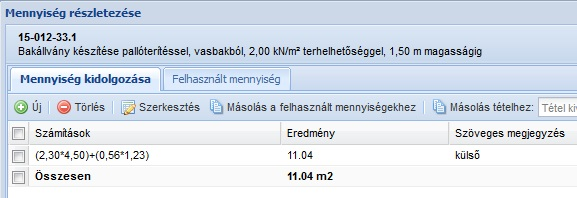 Mennyiség részletezése
15-012-33.1
Bakállvány készítése pallóterítéssel, vasbakból, 2,00 kN/m² terhelhetőséggel, 1,50 m magasságig
Mennyiség kidolgozása Felhasznált mennyiség
Új Törlés Szerkesztés Másolás a felhasznált mennyiségekhez Másolás tételhez: Tétel
Számítások Eredmény Szöveges megjegyzés
(2,30*4,50)+(0,56*1,23) 11.04 külső
Összesen 11.04 m2